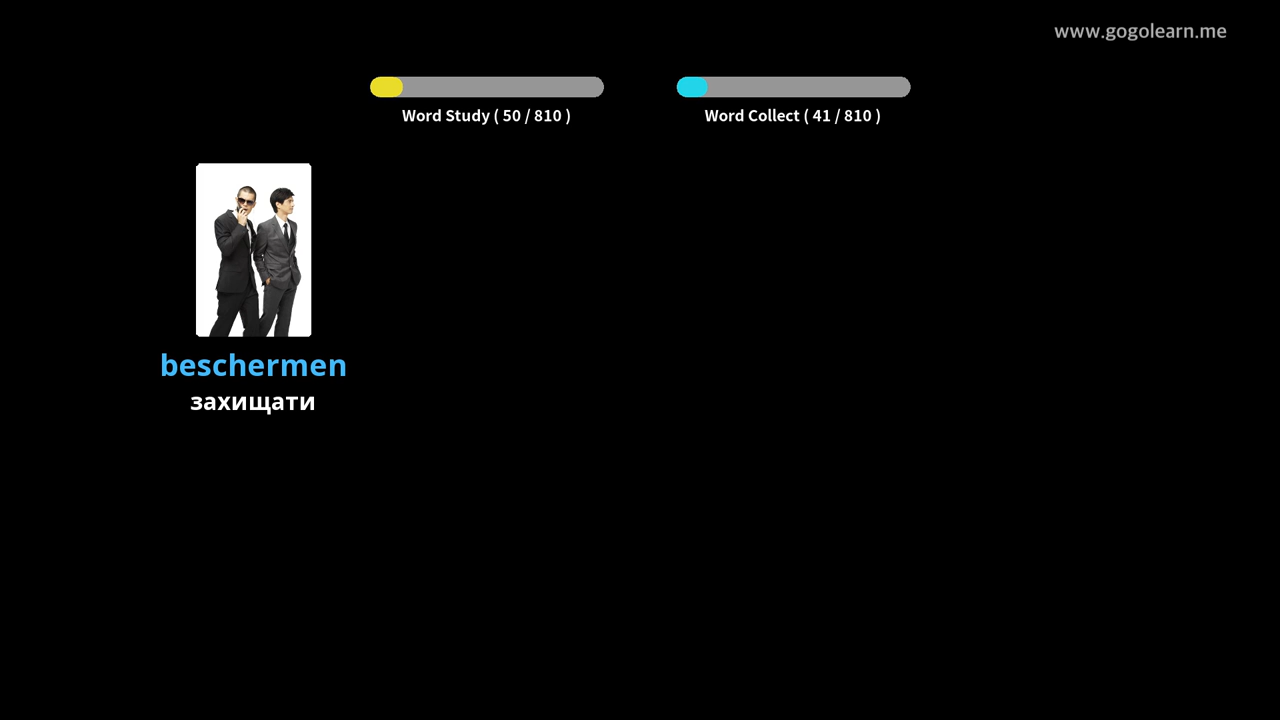 www.gogolearn.me
Word Study ( 50 / 810 )
Word Collect ( 41 / 810 )
beschermen
захищати